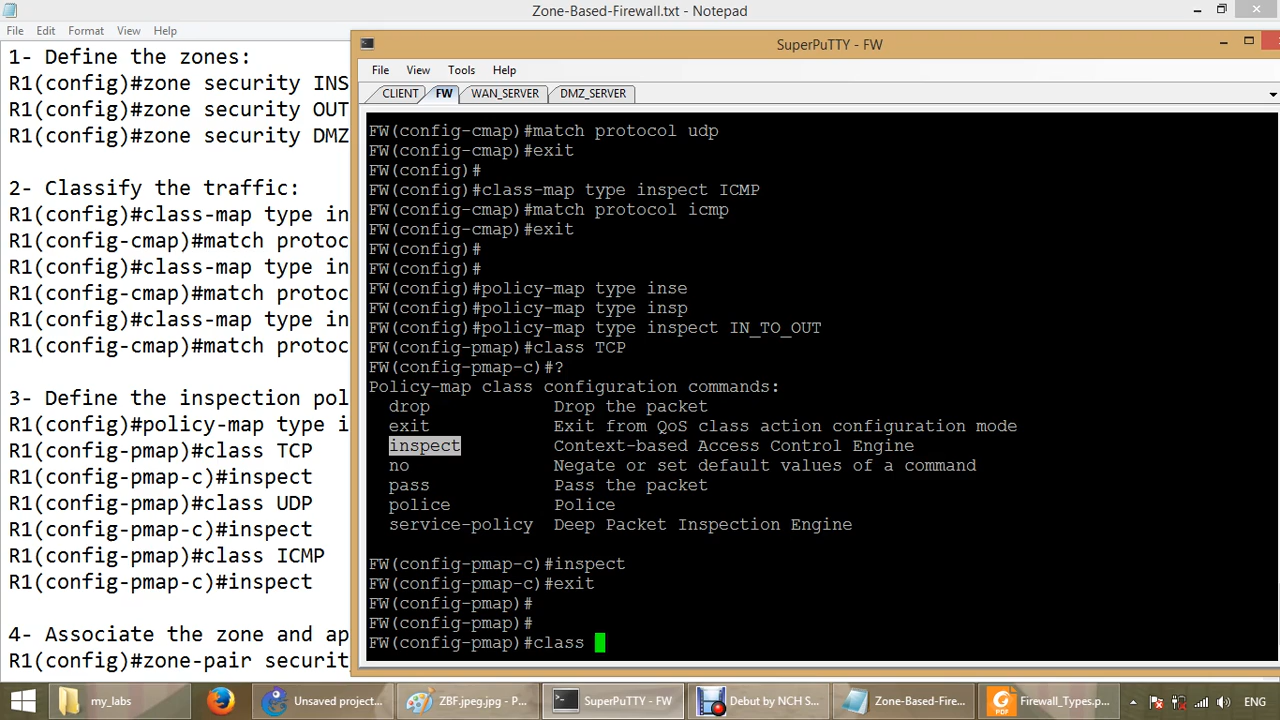 Zone-Based-Firewall.txt - Notepad
File Edit Format View Help
1- Define the zones:
R1(config)#zone security INS
R1(config)#zone security OUT
R1(config)#zone security DMZ
2- Classify the traffic:
R1(config)#class-map type in
R1(config-cmap)#match protoc
R1(config)#class-map type in
R1(config-cmap)#match protoc
R1(config)#class-map type in
R1(config-cmap)#match protoc
3- Define the inspection pol
R1(config)#policy-map type i
R1(config-pmap)#class TCP
R1(config-pmap-c)#inspect
R1(config-pmap)#class UDP
R1(config-pmap-c)#inspect
R1(config-pmap)#class ICMP
R1(config-pmap-c)#inspect
4- Associate the zone and ap
R1(config)#zone-pair securit
SuperPuTTY - FW
File View Tools Help
CLIENT FW WAN_SERVER DMZ_SERVER
FW(config-cmap)#match protocol udp
FW(config-cmap)#exit
FW(config)#
FW(config)#class-map type inspect ICMP
FW(config-cmap)#match protocol icmp
FW(config-cmap)#exit
FW(config)#
FW(config)#
FW(config)#policy-map type inse
FW(config)#policy-map type insp
FW(config)#policy-map type inspect IN_TO_OUT
FW(config-pmap)#class TCP
FW(config-pmap-c)#?
Policy-map class configuration commands:
drop Drop the packet
exit Exit from QoS class action configuration mode
inspect Context-based Access Control Engine
no Negate or set default values of a command
pass Pass the packet
police Police
service-policy Deep Packet Inspection Engine
FW(config-pmap-c)#inspect
FW(config-pmap-c)#exit
FW(config-pmap)#
FW(config-pmap)#
FW(config-pmap)#class
my_labs Unsaved project... ZBF.jpeg.jpg - P... SuperPuTTY - FW Debut by NCH S... Zone-Based-Fire... Firewall_Types.p... ENG